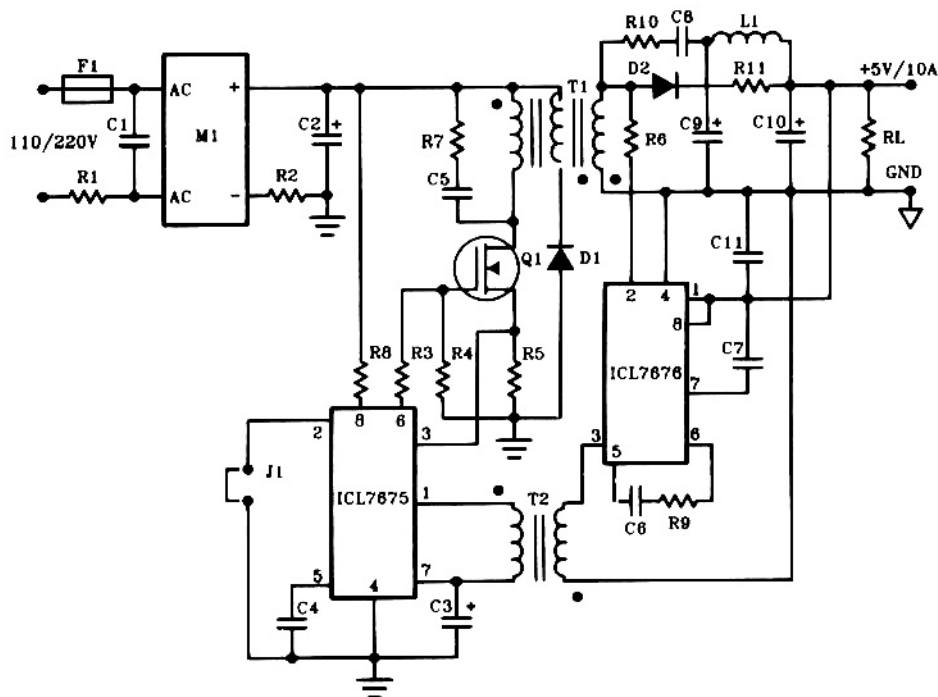 R10 C8 L1
F1 D2 T1 R11 +5V/10A
AC + C1 C2 + R7 R6 C9 + C10 + RL
110/220V M1
R1 AC - R2 C5 GND
Q1 D1 C11
2 4 1
8
R8 R3 R4 R5 C7
ICL7676 7
2 8 6 3 3 5 6
J1 1 T2 C6 R9
ICL7675
5 4 7
C4 C3 +